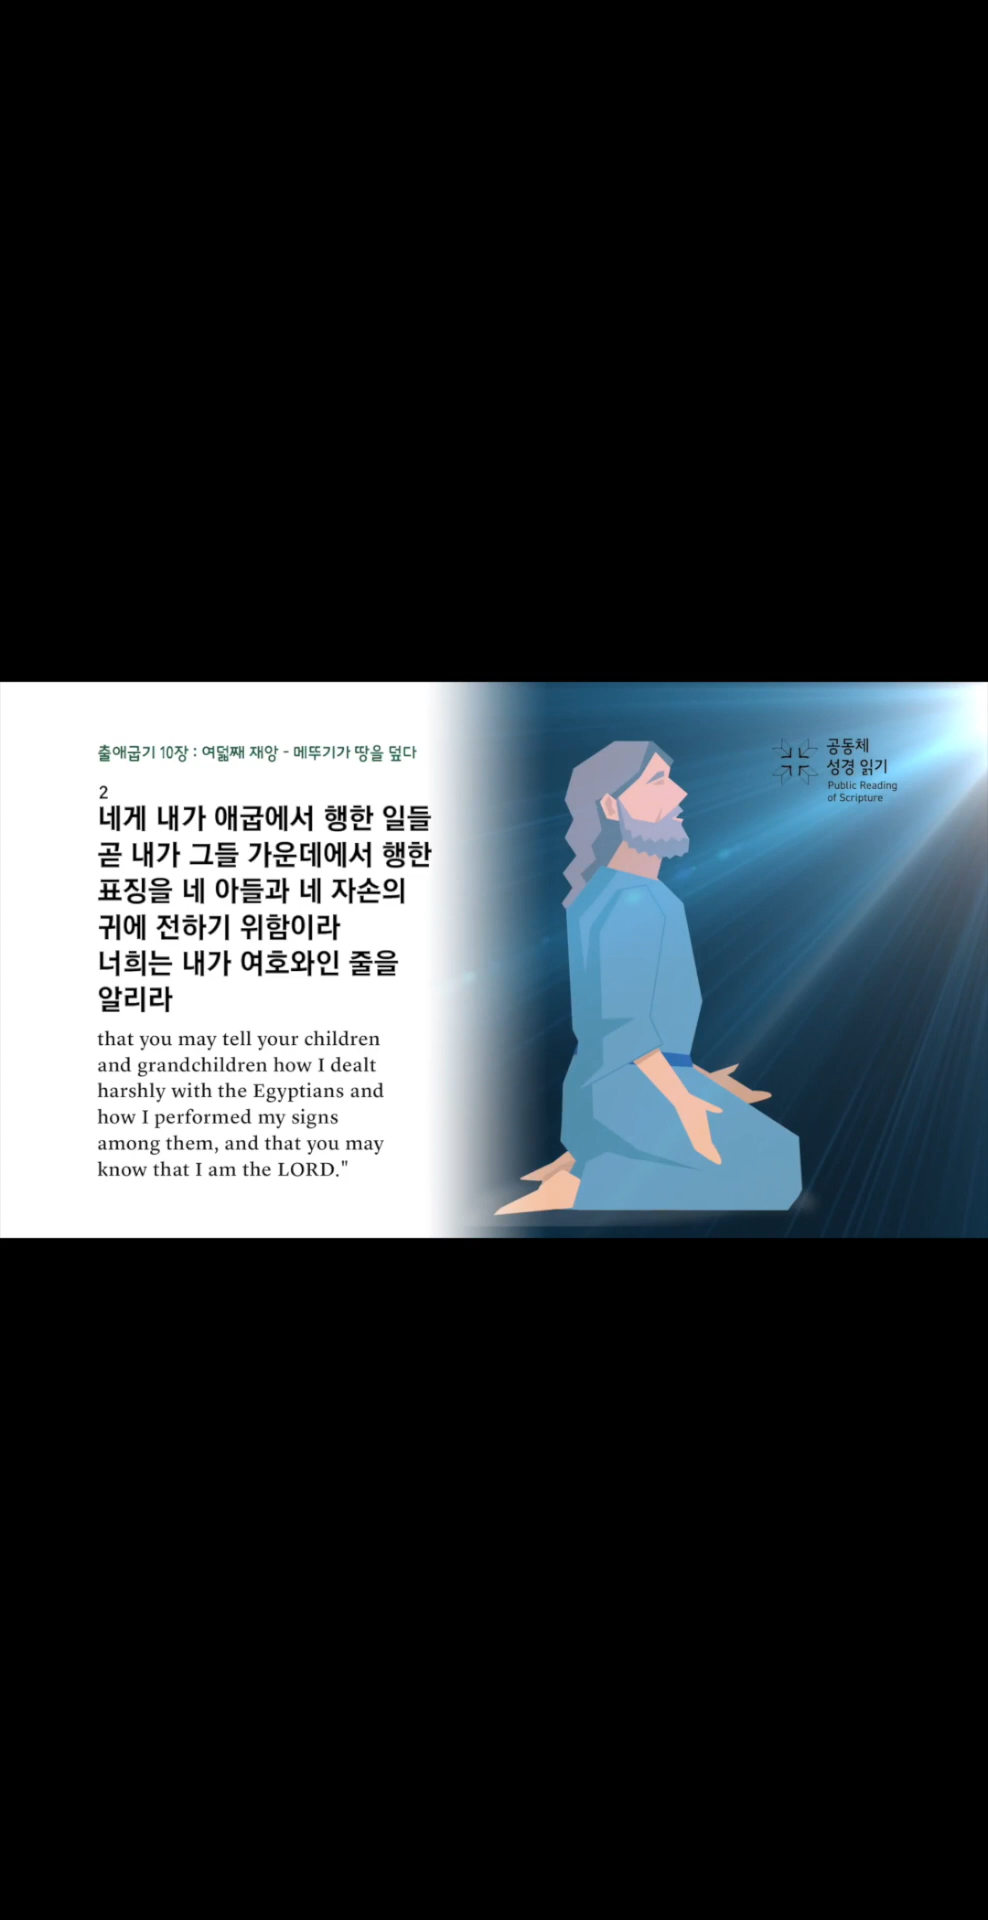 출애굽기 10장 : 여덟째 재앙 - 메뚜기가 땅을 덮다
2
네게 내가 애굽에서 행한 일들
곧 내가 그들 가운데에서 행한
표징을 네 아들과 네 자손의
귀에 전하기 위함이라
너희는 내가 여호와인 줄을
알리라
that you may tell your children
and grandchildren how I dealt
harshly with the Egyptians and
how I performed my signs
among them, and that you may
know that I am the LORD."
공동체
성경 읽기
Public Reading
of Scripture